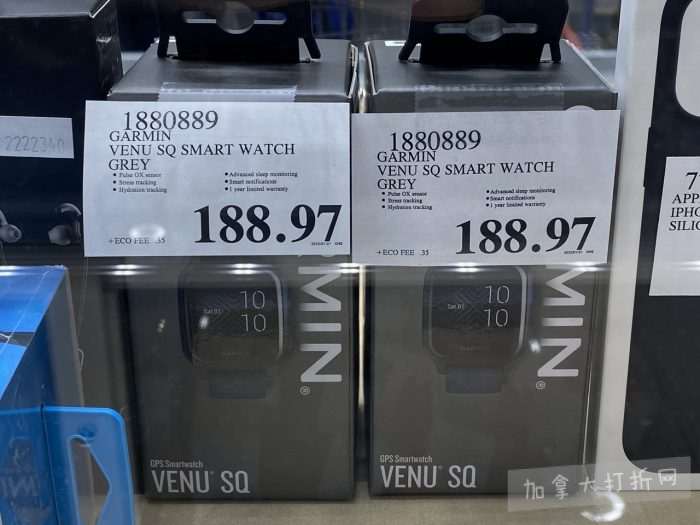 2222340
1880889
GARMIN
VENU SQ SMART WATCH
GREY
• Pulse OX sensor
• Stress tracking
• Hydration tracking
• Advanced sleep monitoring
• Smart notifications
• 1 year limited warranty
188.97
+ECO FEE .35
1880889
GARMIN
VENU SQ SMART WATCH
GREY
• Pulse OX sensor
• Stress tracking
• Hydration tracking
• Advanced sleep monitoring
• Smart notifications
• 1 year limited warranty
188.97
+ECO FEE .35
7
APP
IPHO
SILIC
10
10
MIN®
GPS Smartwatch
VENU® SQ
10
10
MIN®
GPS Smartwatch
VENU® SQ
加拿大打折网